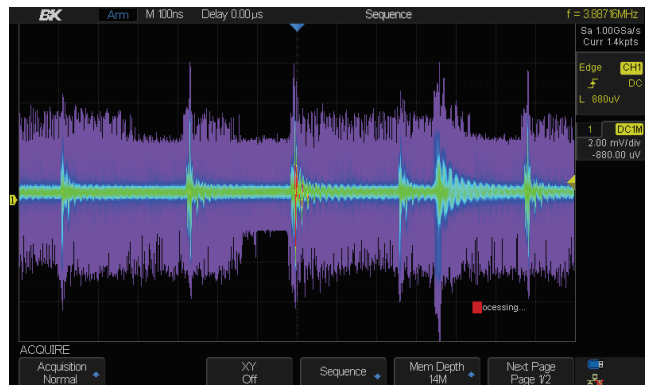 BK Arm M 100ns Delay 0.00µs Sequence f = 3.88716MHz
Sa 1.00GSa/s
Curr 1.4kpts
Edge CH1
DC
L 880uV
1 DC1M
2.00 mV/div
-880.00 uV
1
ocessing...
ACQUIRE
Acquisition Normal
XY Off
Sequence
Mem Depth 14M
Next Page Page 1/2